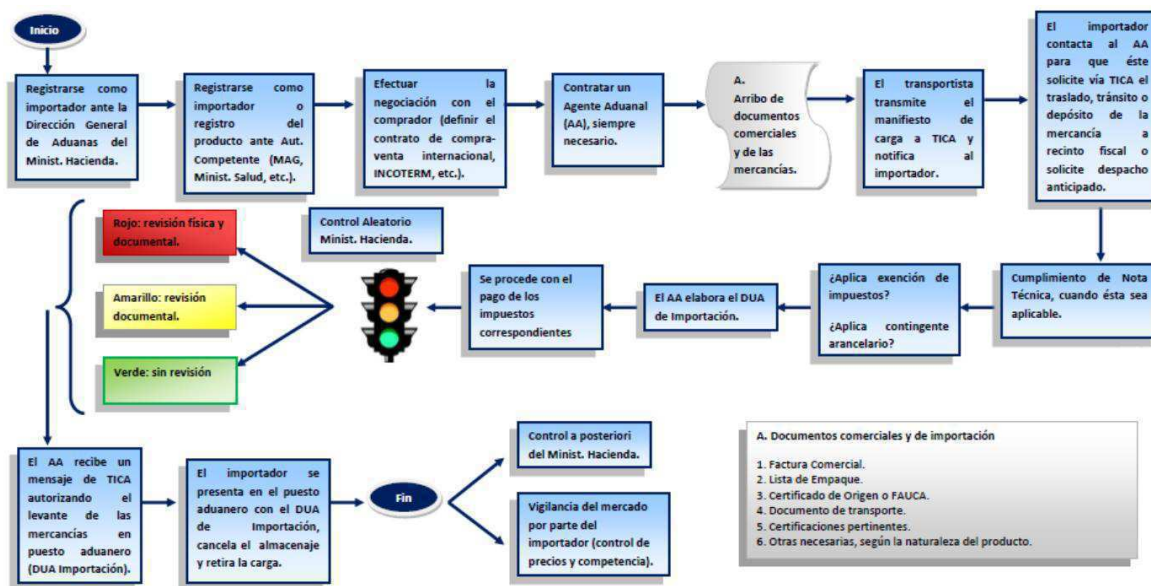 Inicio
Registrarse como
importador ante la
Dirección General
de Aduanas del
Minist. Hacienda.
Registrarse como
importador o
registro del
producto ante Aut.
Competente (MAG,
Minist. Salud, etc.).
Efectuar la
negociación con el
comprador (definir el
contrato de compra-
venta internacional,
INCOTERM, etc.).
Contratar un
Agente Aduanal
(AA), siempre
necesario.
A.
Arribo de
documentos
comerciales
y de las
mercancías.
El transportista
transmite el
manifiesto de
carga a TICA y
notifica al
importador.
El importador
contacta al AA
para que éste
solicite vía TICA el
traslado, tránsito o
depósito de la
mercancía a
recinto fiscal o
solicite despacho
anticipado.
Cumplimiento de Nota
Técnica, cuando ésta sea
aplicable.
¿Aplica exención de
impuestos?
¿Aplica contingente
arancelario?
El AA elabora el DUA
de Importación.
Se procede con el
pago de los
impuestos
correspondientes
Control Aleatorio
Minist. Hacienda.
Rojo: revisión física y
documental.
Amarillo: revisión
documental.
Verde: sin revisión
El AA recibe un
mensaje de TICA
autorizando el
levante de las
mercancías en
puesto aduanero
(DUA Importación).
El importador se
presenta en el puesto
aduanero con el DUA
de Importación,
cancela el almacenaje
y retira la carga.
Fin
Control a posteriori
del Minist. Hacienda.
Vigilancia del mercado
por parte del
importador (control de
precios y competencia).
A. Documentos comerciales y de importación
1. Factura Comercial.
2. Lista de Empaque.
3. Certificado de Origen o FAUCA.
4. Documento de transporte.
5. Certificaciones pertinentes.
6. Otras necesarias, según la naturaleza del producto.